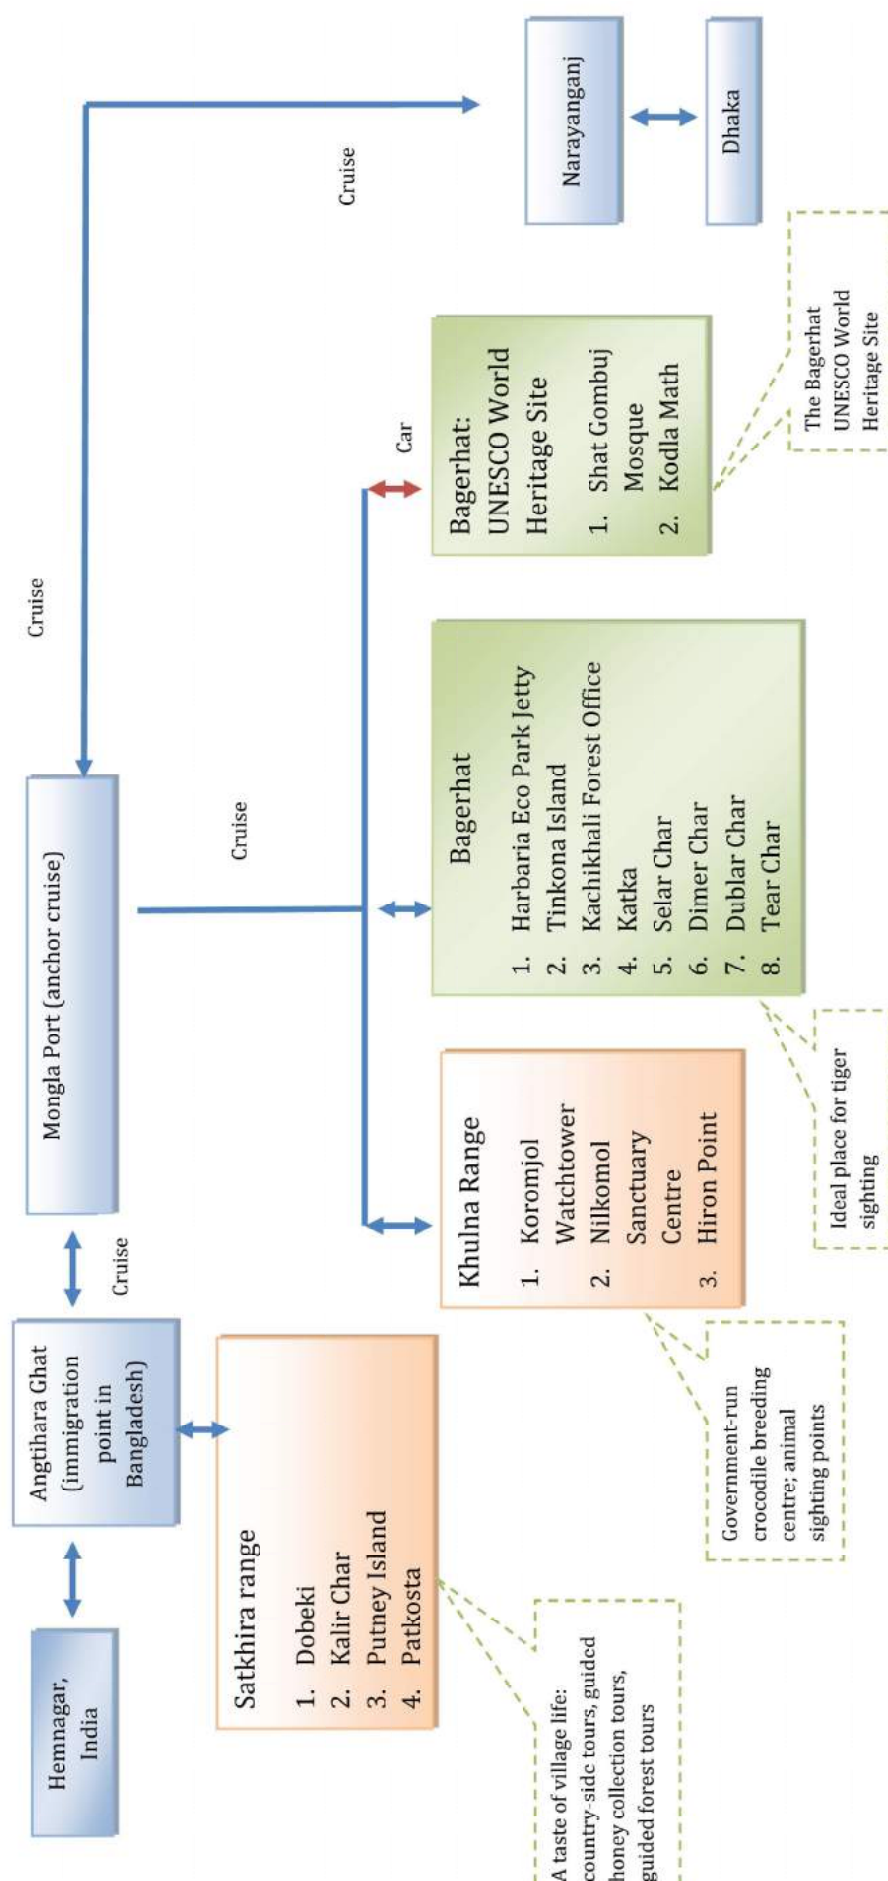 Hemnagar,
India
Angtihara Ghat
(immigration
point in
Bangladesh)
Cruise
Mongla Port (anchor cruise)
Cruise
Cruise
Cruise
Narayanganj
Dhaka
Satkhira range
1. Dobeki
2. Kalir Char
3. Putney Island
4. Patkosta
Khulna Range
1. Koromjol
Watchtower
2. Nilkomol
Sanctuary
Centre
3. Hiron Point
Bagerhat
1. Harbaria Eco Park Jetty
2. Tinkona Island
3. Kachikhali Forest Office
4. Katka
5. Selar Char
6. Dimer Char
7. Dublar Char
8. Tear Char
Car
Bagerhat:
UNESCO World
Heritage Site
1. Shat Gombuj
Mosque
2. Kodla Math
A taste of village life:
country-side tours, guided
honey collection tours,
guided forest tours
Government-run
crocodile breeding
centre; animal
sighting points
Ideal place for tiger
sighting
The Bagerhat
UNESCO World
Heritage Site